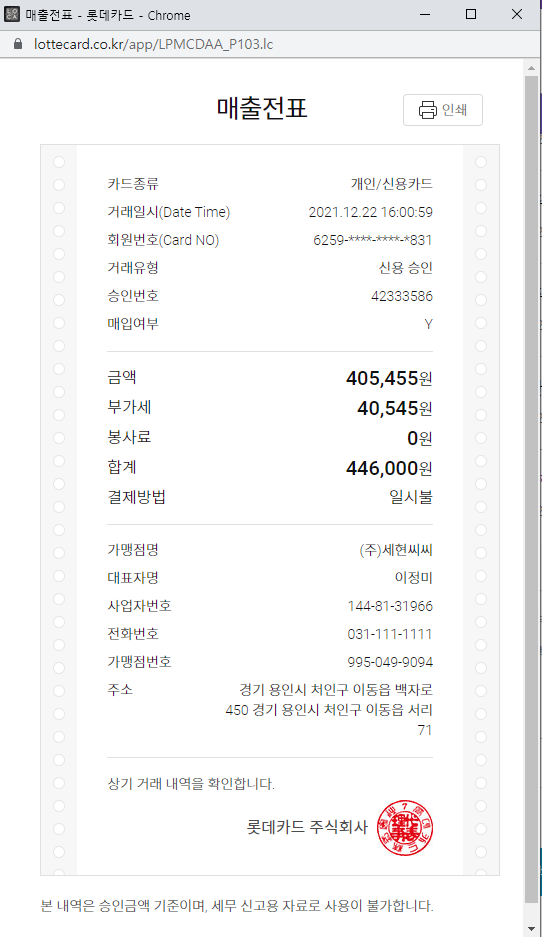 매출전표 - 롯데카드 - Chrome
lottecard.co.kr/app/LPMCDAA_P103.lc
매출전표
인쇄
카드종류 개인/신용카드
거래일시(Date Time) 2021.12.22 16:00:59
회원번호(Card NO) 6259-****-****-*831
거래유형 신용 승인
승인번호 42333586
매입여부 Y
금액 405,455원
부가세 40,545원
봉사료 0원
합계 446,000원
결제방법 일시불
가맹점명 (주)세현씨씨
대표자명 이정미
사업자번호 144-81-31966
전화번호 031-111-1111
가맹점번호 995-049-9094
주소 경기 용인시 처인구 이동읍 백자로
450 경기 용인시 처인구 이동읍 서리
71
상기 거래 내역을 확인합니다.
롯데카드 주식회사
본 내역은 승인금액 기준이며, 세무 신고용 자료로 사용이 불가합니다.